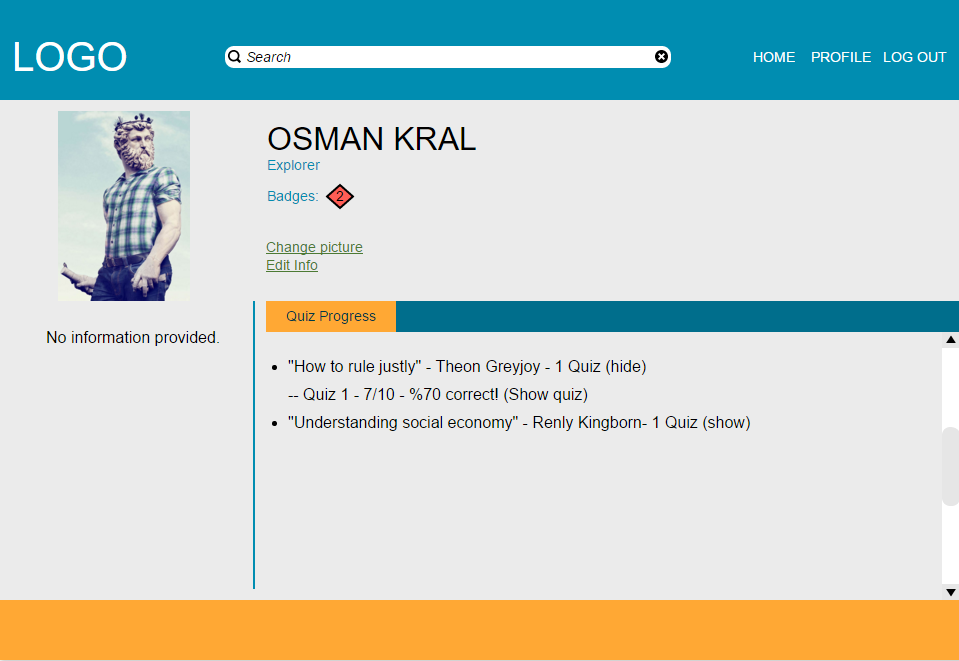 LOGO
Search
HOME PROFILE LOG OUT
OSMAN KRAL
Explorer
Badges: 2
Change picture
Edit Info
No information provided.
Quiz Progress
"How to rule justly" - Theon Greyjoy - 1 Quiz (hide)
-- Quiz 1 - 7/10 - %70 correct! (Show quiz)
"Understanding social economy" - Renly Kingborn- 1 Quiz (show)